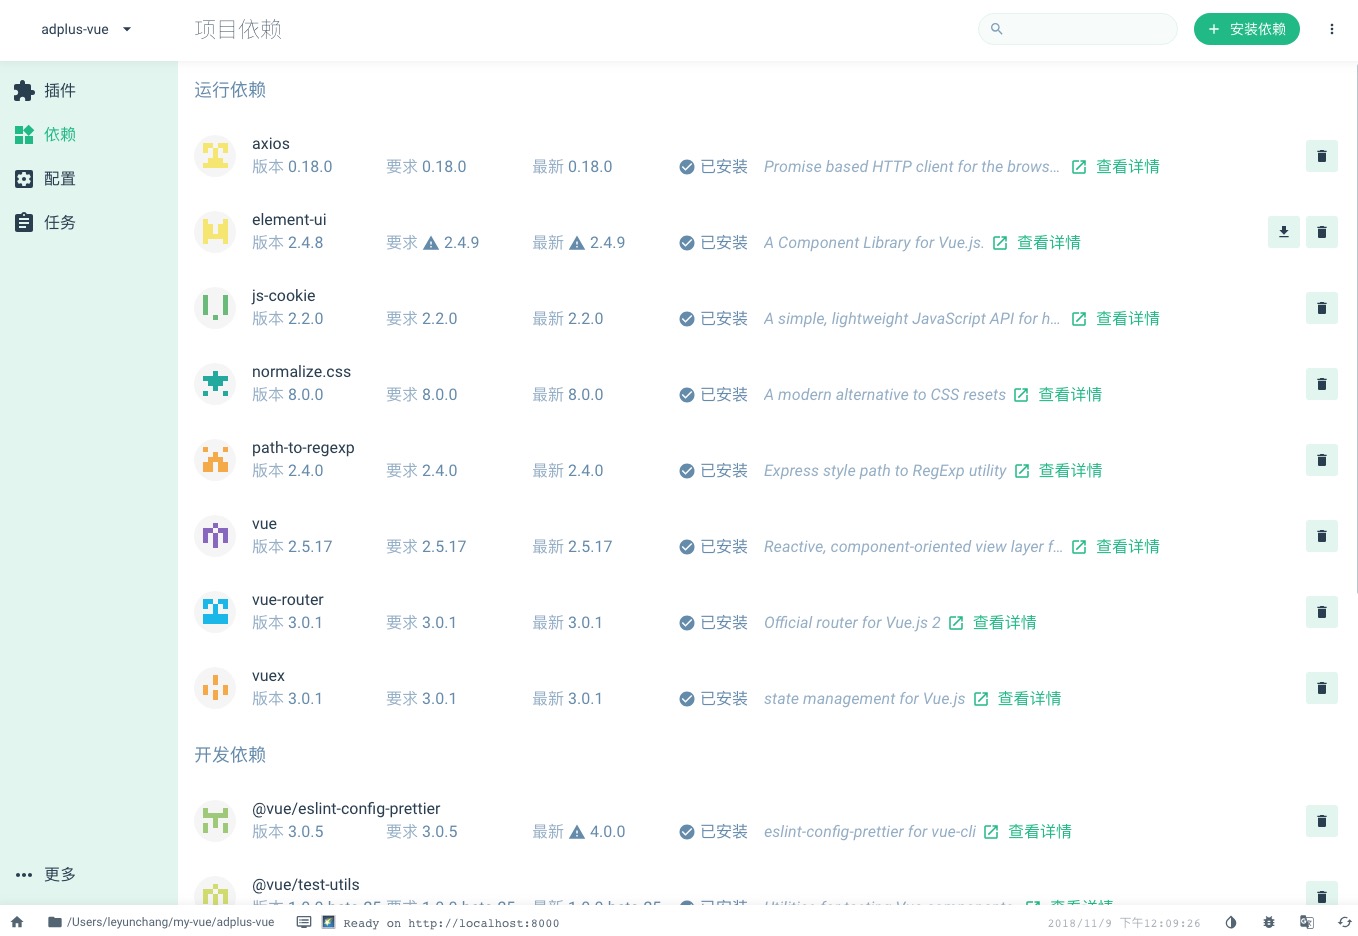 adplus-vue
项目依赖
安装依赖
插件
依赖
配置
任务
更多
运行依赖
axios
版本 0.18.0 要求 0.18.0 最新 0.18.0 已安装 Promise based HTTP client for the brows... 查看详情
element-ui
版本 2.4.8 要求 2.4.9 最新 2.4.9 已安装 A Component Library for Vue.js. 查看详情
js-cookie
版本 2.2.0 要求 2.2.0 最新 2.2.0 已安装 A simple, lightweight JavaScript API for h... 查看详情
normalize.css
版本 8.0.0 要求 8.0.0 最新 8.0.0 已安装 A modern alternative to CSS resets 查看详情
path-to-regexp
版本 2.4.0 要求 2.4.0 最新 2.4.0 已安装 Express style path to RegExp utility 查看详情
vue
版本 2.5.17 要求 2.5.17 最新 2.5.17 已安装 Reactive, component-oriented view layer f... 查看详情
vue-router
版本 3.0.1 要求 3.0.1 最新 3.0.1 已安装 Official router for Vue.js 2 查看详情
vuex
版本 3.0.1 要求 3.0.1 最新 3.0.1 已安装 state management for Vue.js 查看详情
开发依赖
@vue/eslint-config-prettier
版本 3.0.5 要求 3.0.5 最新 4.0.0 已安装 eslint-config-prettier for vue-cli 查看详情
@vue/test-utils
/Users/leyunchang/my-vue/adplus-vue
Ready on http://localhost:8000
2018/11/9 下午12:09:26